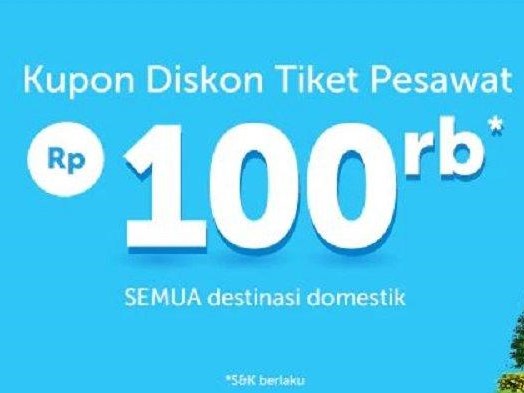 Kupon Diskon Tiket Pesawat
Rp 100rb*
SEMUA destinasi domestik
*S&K berlaku